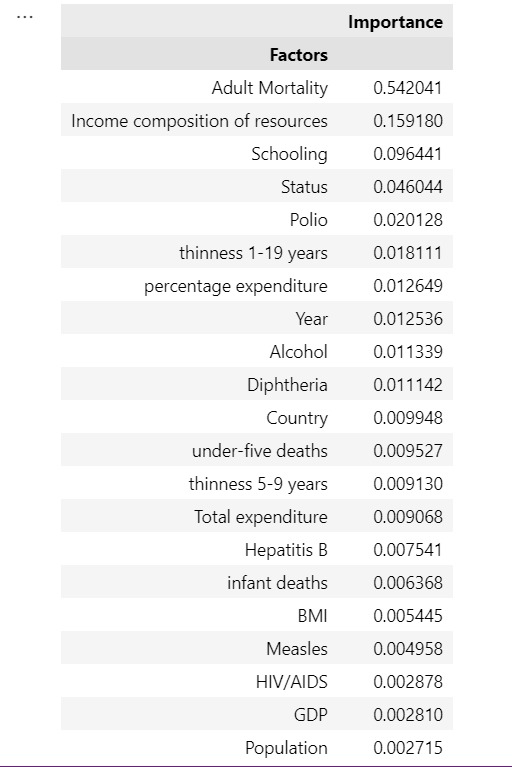 ...
Importance
Factors
Adult Mortality 0.542041
Income composition of resources 0.159180
Schooling 0.096441
Status 0.046044
Polio 0.020128
thinness 1-19 years 0.018111
percentage expenditure 0.012649
Year 0.012536
Alcohol 0.011339
Diphtheria 0.011142
Country 0.009948
under-five deaths 0.009527
thinness 5-9 years 0.009130
Total expenditure 0.009068
Hepatitis B 0.007541
infant deaths 0.006368
BMI 0.005445
Measles 0.004958
HIV/AIDS 0.002878
GDP 0.002810
Population 0.002715